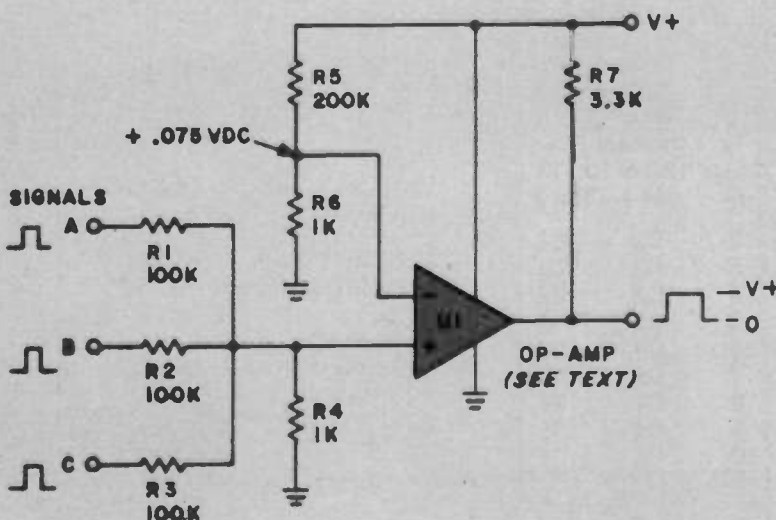 V+
R5
200K
R7
3.3K
+ .075 VDC
SIGNALS
A
R1
100K
R6
1K
B
R2
100K
-
+
U1
V+
0
OP-AMP
(SEE TEXT)
R4
1K
C
R3
100K